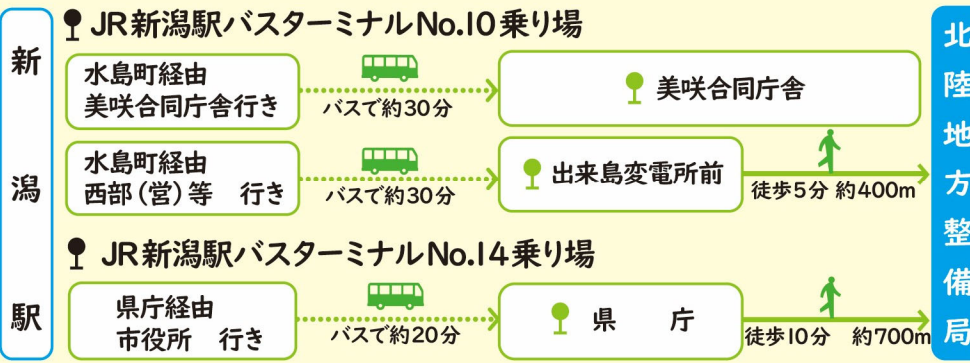 新潟駅
JR新潟駅バスターミナルNo.10乗り場
水島町経由
美咲合同庁舎行き
バスで約30分
美咲合同庁舎
水島町経由
西部(営)等 行き
バスで約30分
出来島変電所前
徒歩5分 約400m
JR新潟駅バスターミナルNo.14乗り場
県庁経由
市役所 行き
バスで約20分
県 庁
徒歩10分 約700m
北陸地方整備局